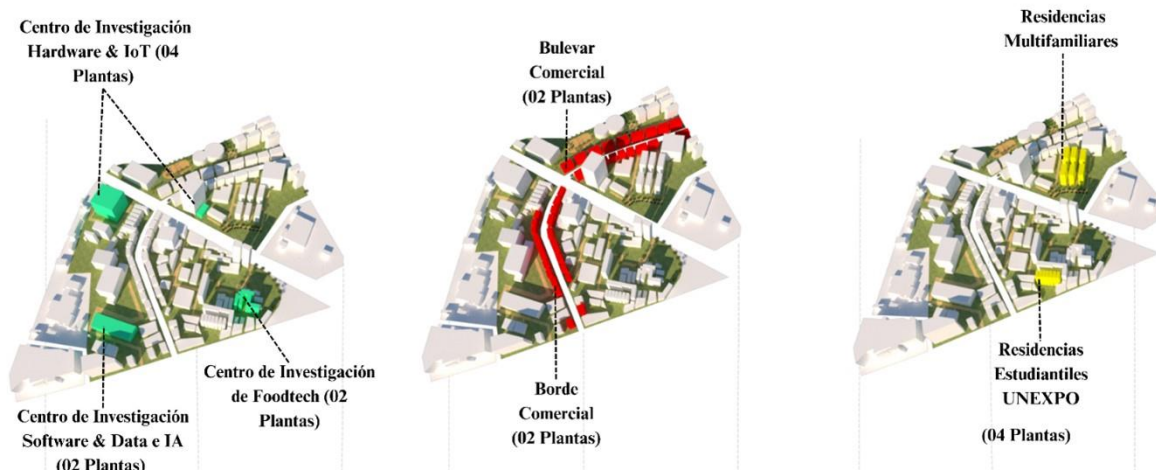 Centro de Investigación
Hardware & IoT (04
Plantas)
Centro de Investigación
de Foodtech (02
Plantas)
Centro de Investigación
Software & Data e IA
(02 Plantas)
Bulevar
Comercial
(02 Plantas)
Borde
Comercial
(02 Plantas)
Residencias
Multifamiliares
Residencias
Estudiantiles
UNEXPO
(04 Plantas)